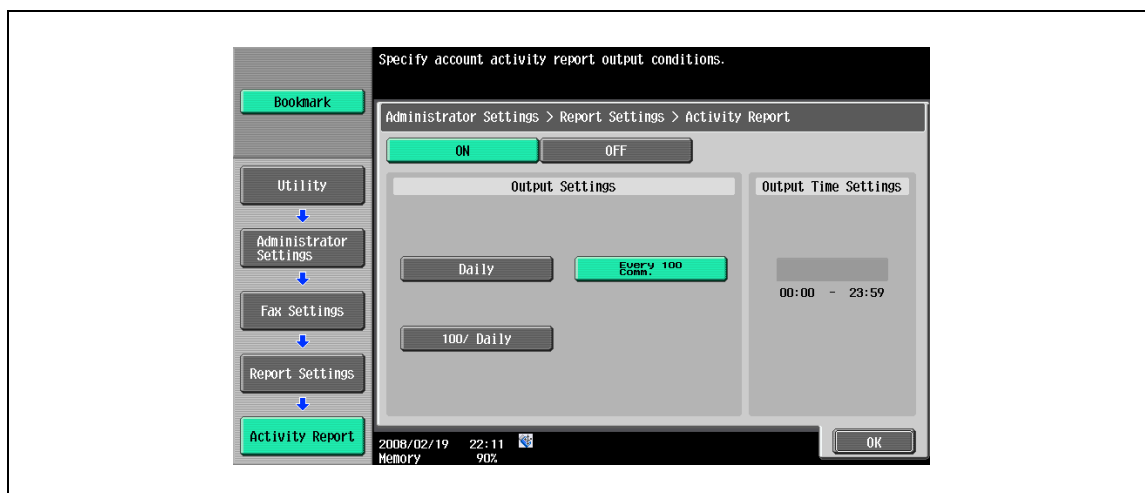 Specify account activity report output conditions.
Bookmark
Administrator Settings > Report Settings > Activity Report
ON
OFF
Utility
Output Settings
Output Time Settings
Administrator
Settings
Daily
Every 100
Comm.
00:00 - 23:59
Fax Settings
100/ Daily
Report Settings
Activity Report
2008/02/19 22:11
Memory 90%
OK